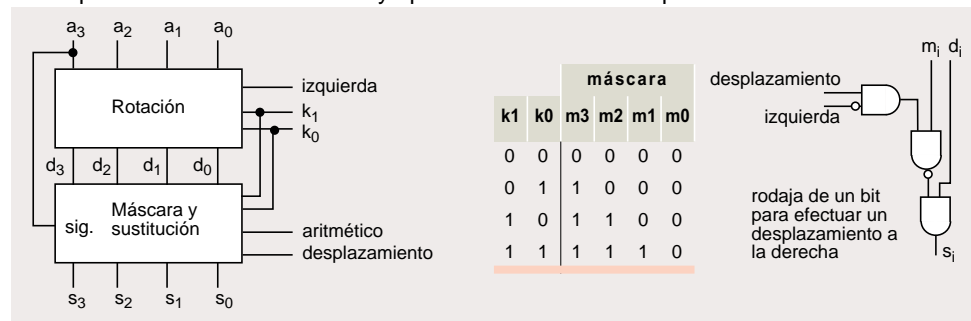 a3 a2 a1 a0
Rotación
izquierda
k1
k0
d3 d2 d1 d0
sig.
Máscara y
sustitución
aritmético
desplazamiento
s3 s2 s1 s0
máscara
k1 k0 m3 m2 m1 m0
0 0 0 0 0 0
0 1 1 0 0 0
1 0 1 1 0 0
1 1 1 1 1 0
mi di
desplazamiento
izquierda
rodaja de un bit
para efectuar un
desplazamiento a
la derecha
si